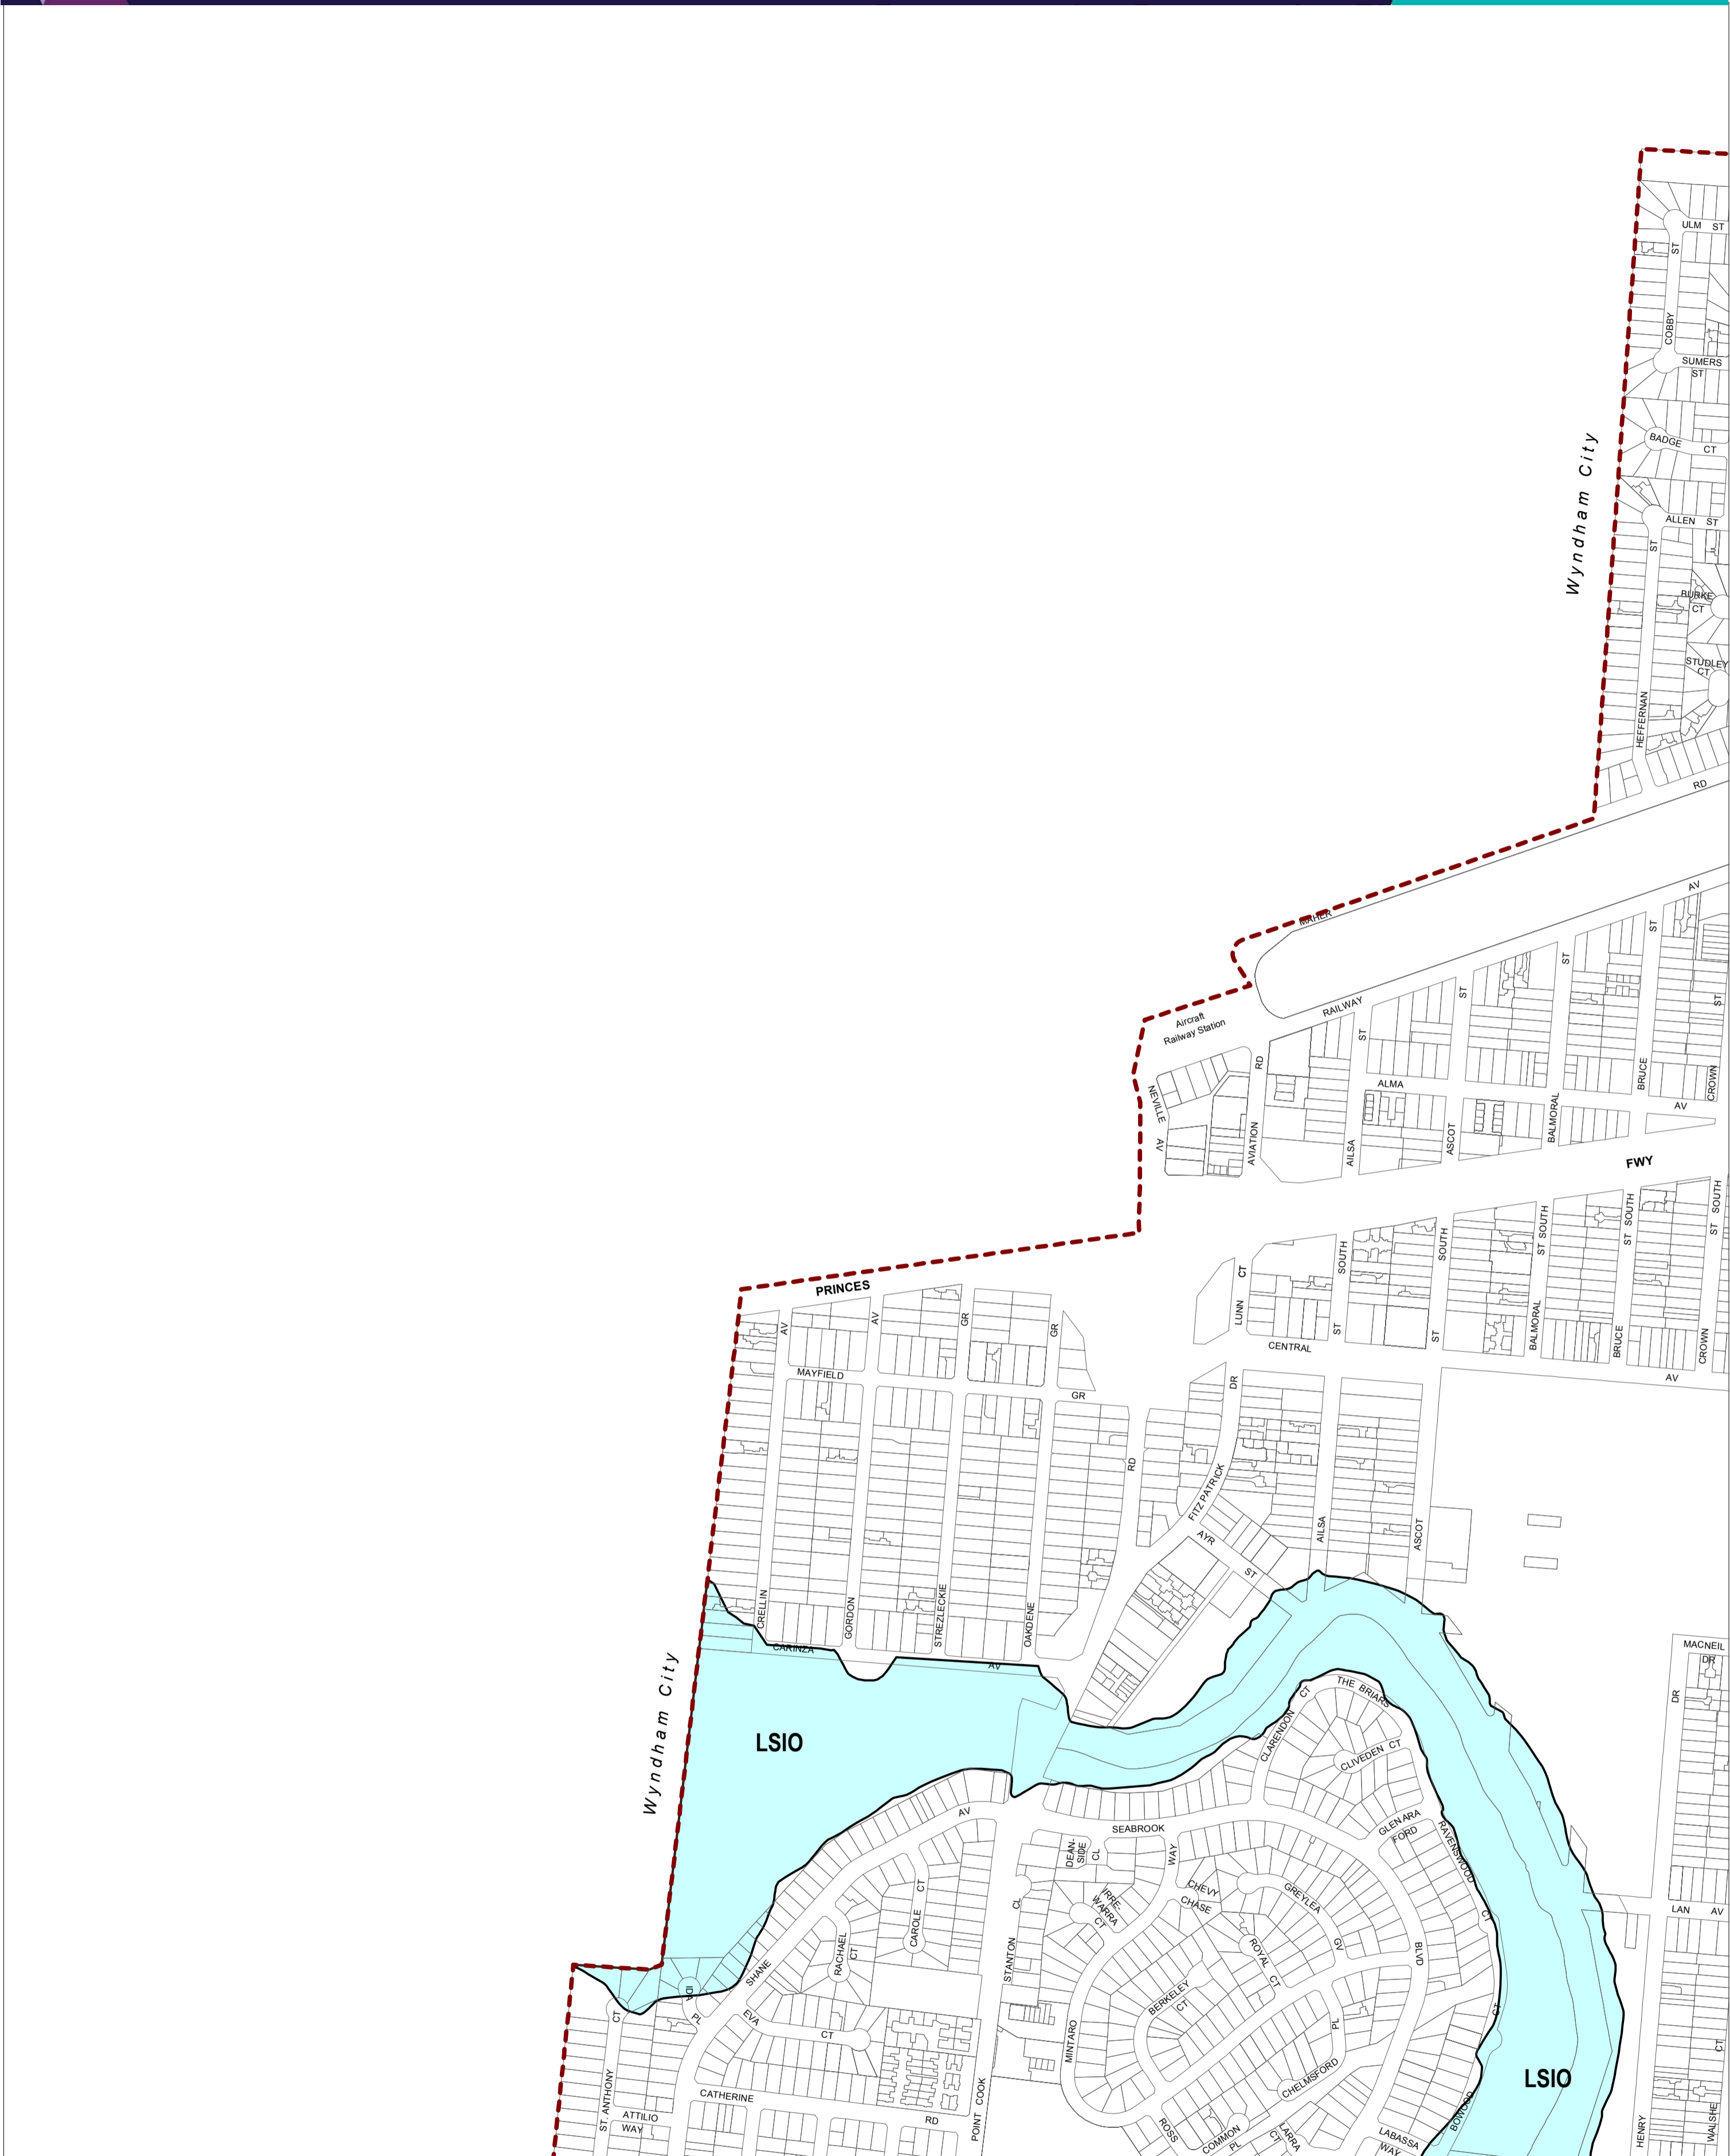 ULM ST
ST
COBBY
SUMERS
ST
Wyndham City
BADGE
CT
ALLEN ST
ST
BURKE
CT
STUDLEY
CT
HEFFERNAN
RD
AV
MAHER
ST
ST
ST
ST
RAILWAY
Aircraft
Railway Station
ST
RD
BRUCE
CROWN
ALMA
AV
NEVILLE
AV
AVIATION
AILSA
ASCOT
BALMORAL
FWY
SOUTH
ST
SOUTH
ST
SOUTH
ST
SOUTH
SOUTH
CT
LUNN
PRINCES
AV
AV
GR
GR
ST
ST
BALMORAL
BRUCE
CROWN
CENTRAL
AV
MAYFIELD
GR
DR
RD
FITZPATRICK
AYR
ST
AILSA
ASCOT
CRELLIN
GORDON
STREZLECKIE
OAKDENE
CARINZA
AV
MACNEIL
DR
DR
Wyndham City
LSIO
CT
THE BRIARS
CLARENDON
CLIVEDEN CT
AV
SEABROOK
GLENARA
FORD
RAVENSWOOD
CT
DEAN-
SIDE
CL
WAY
CHEVY
CHASE
GREYLEA
GV
IRRE-
WARRA
CT
CL
CT
CAROLE
RACHAEL
CT
STANTON
ROYAL
CT
BLVD
LAN AV
SHANE
IDA
PL
EVA
CT
CT
BERKELEY
CT
MINTARO
PL
CT
CHELMSFORD
LSIO
BOWOOD
CATHERINE
RD
ST. ANTHONY
ATTILIO
WAY
POINT COOK
ROSS
COMMON
PL
LARRA
CT
LABASSA
WAY
HENRY
CT
WALSHE